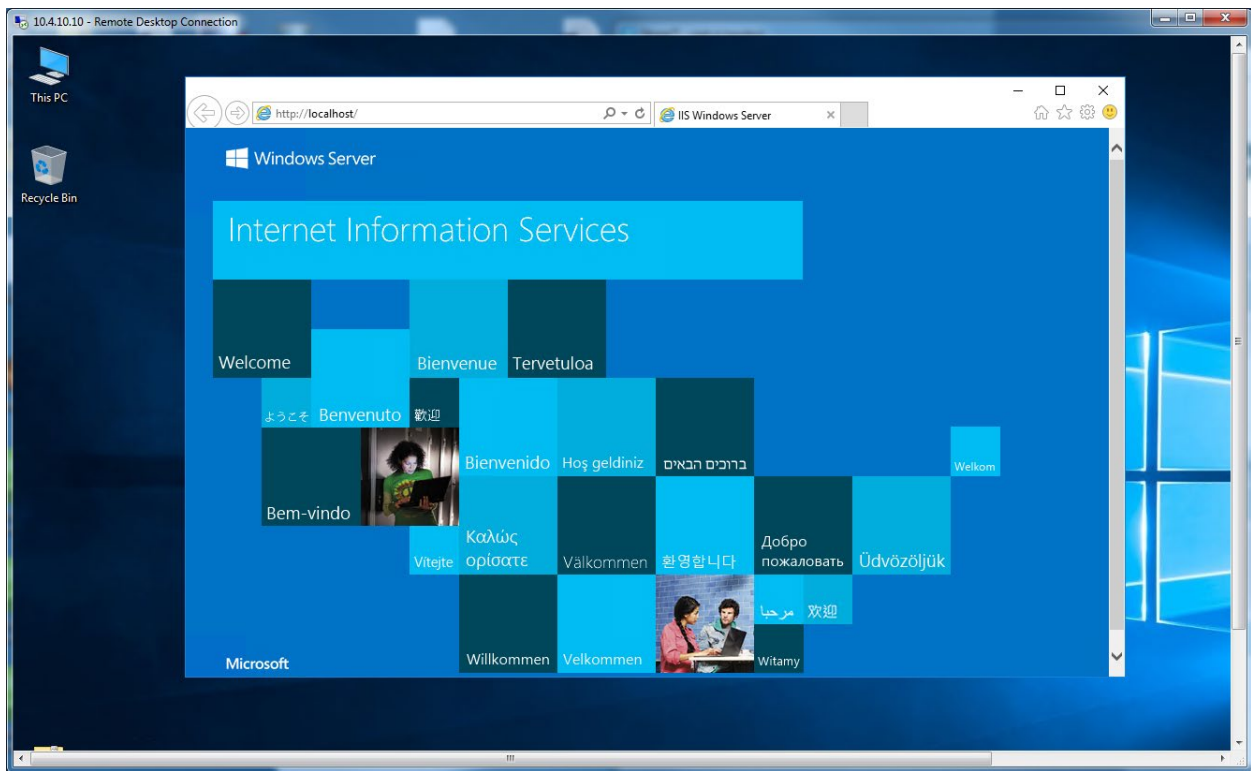 10.4.10.10 - Remote Desktop Connection
This PC
Recycle Bin
http://localhost/
IIS Windows Server
Windows Server
Internet Information Services
Welcome
Bienvenue
Tervetuloa
ようこそ
Benvenuto
歡迎
Bienvenido
Hoş geldiniz
ברוכים הבאים
Welkom
Bem-vindo
Vítejte
Καλώς
ορίσατε
Välkommen
환영합니다
Добро
пожаловать
Üdvözöljük
مرحبا
欢迎
Microsoft
Willkommen
Velkommen
Witamy